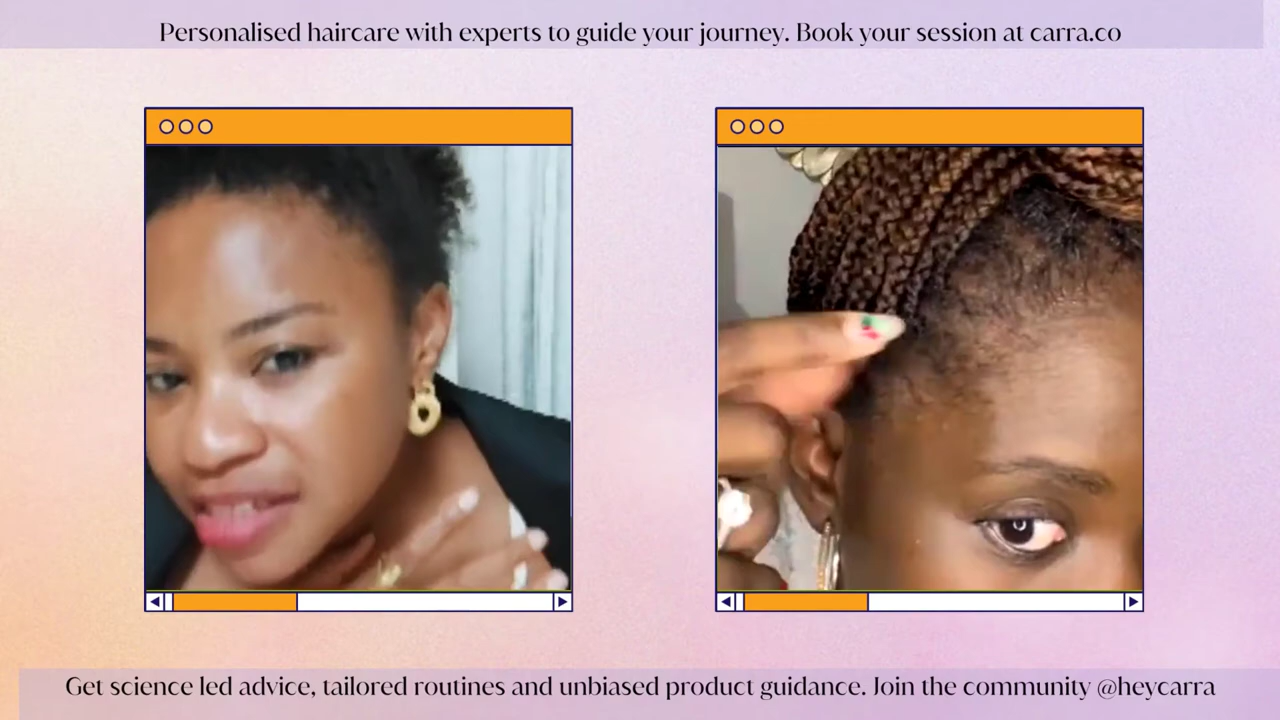 Personalised haircare with experts to guide your journey. Book your session at carra.co
Get science led advice, tailored routines and unbiased product guidance. Join the community @heycarra